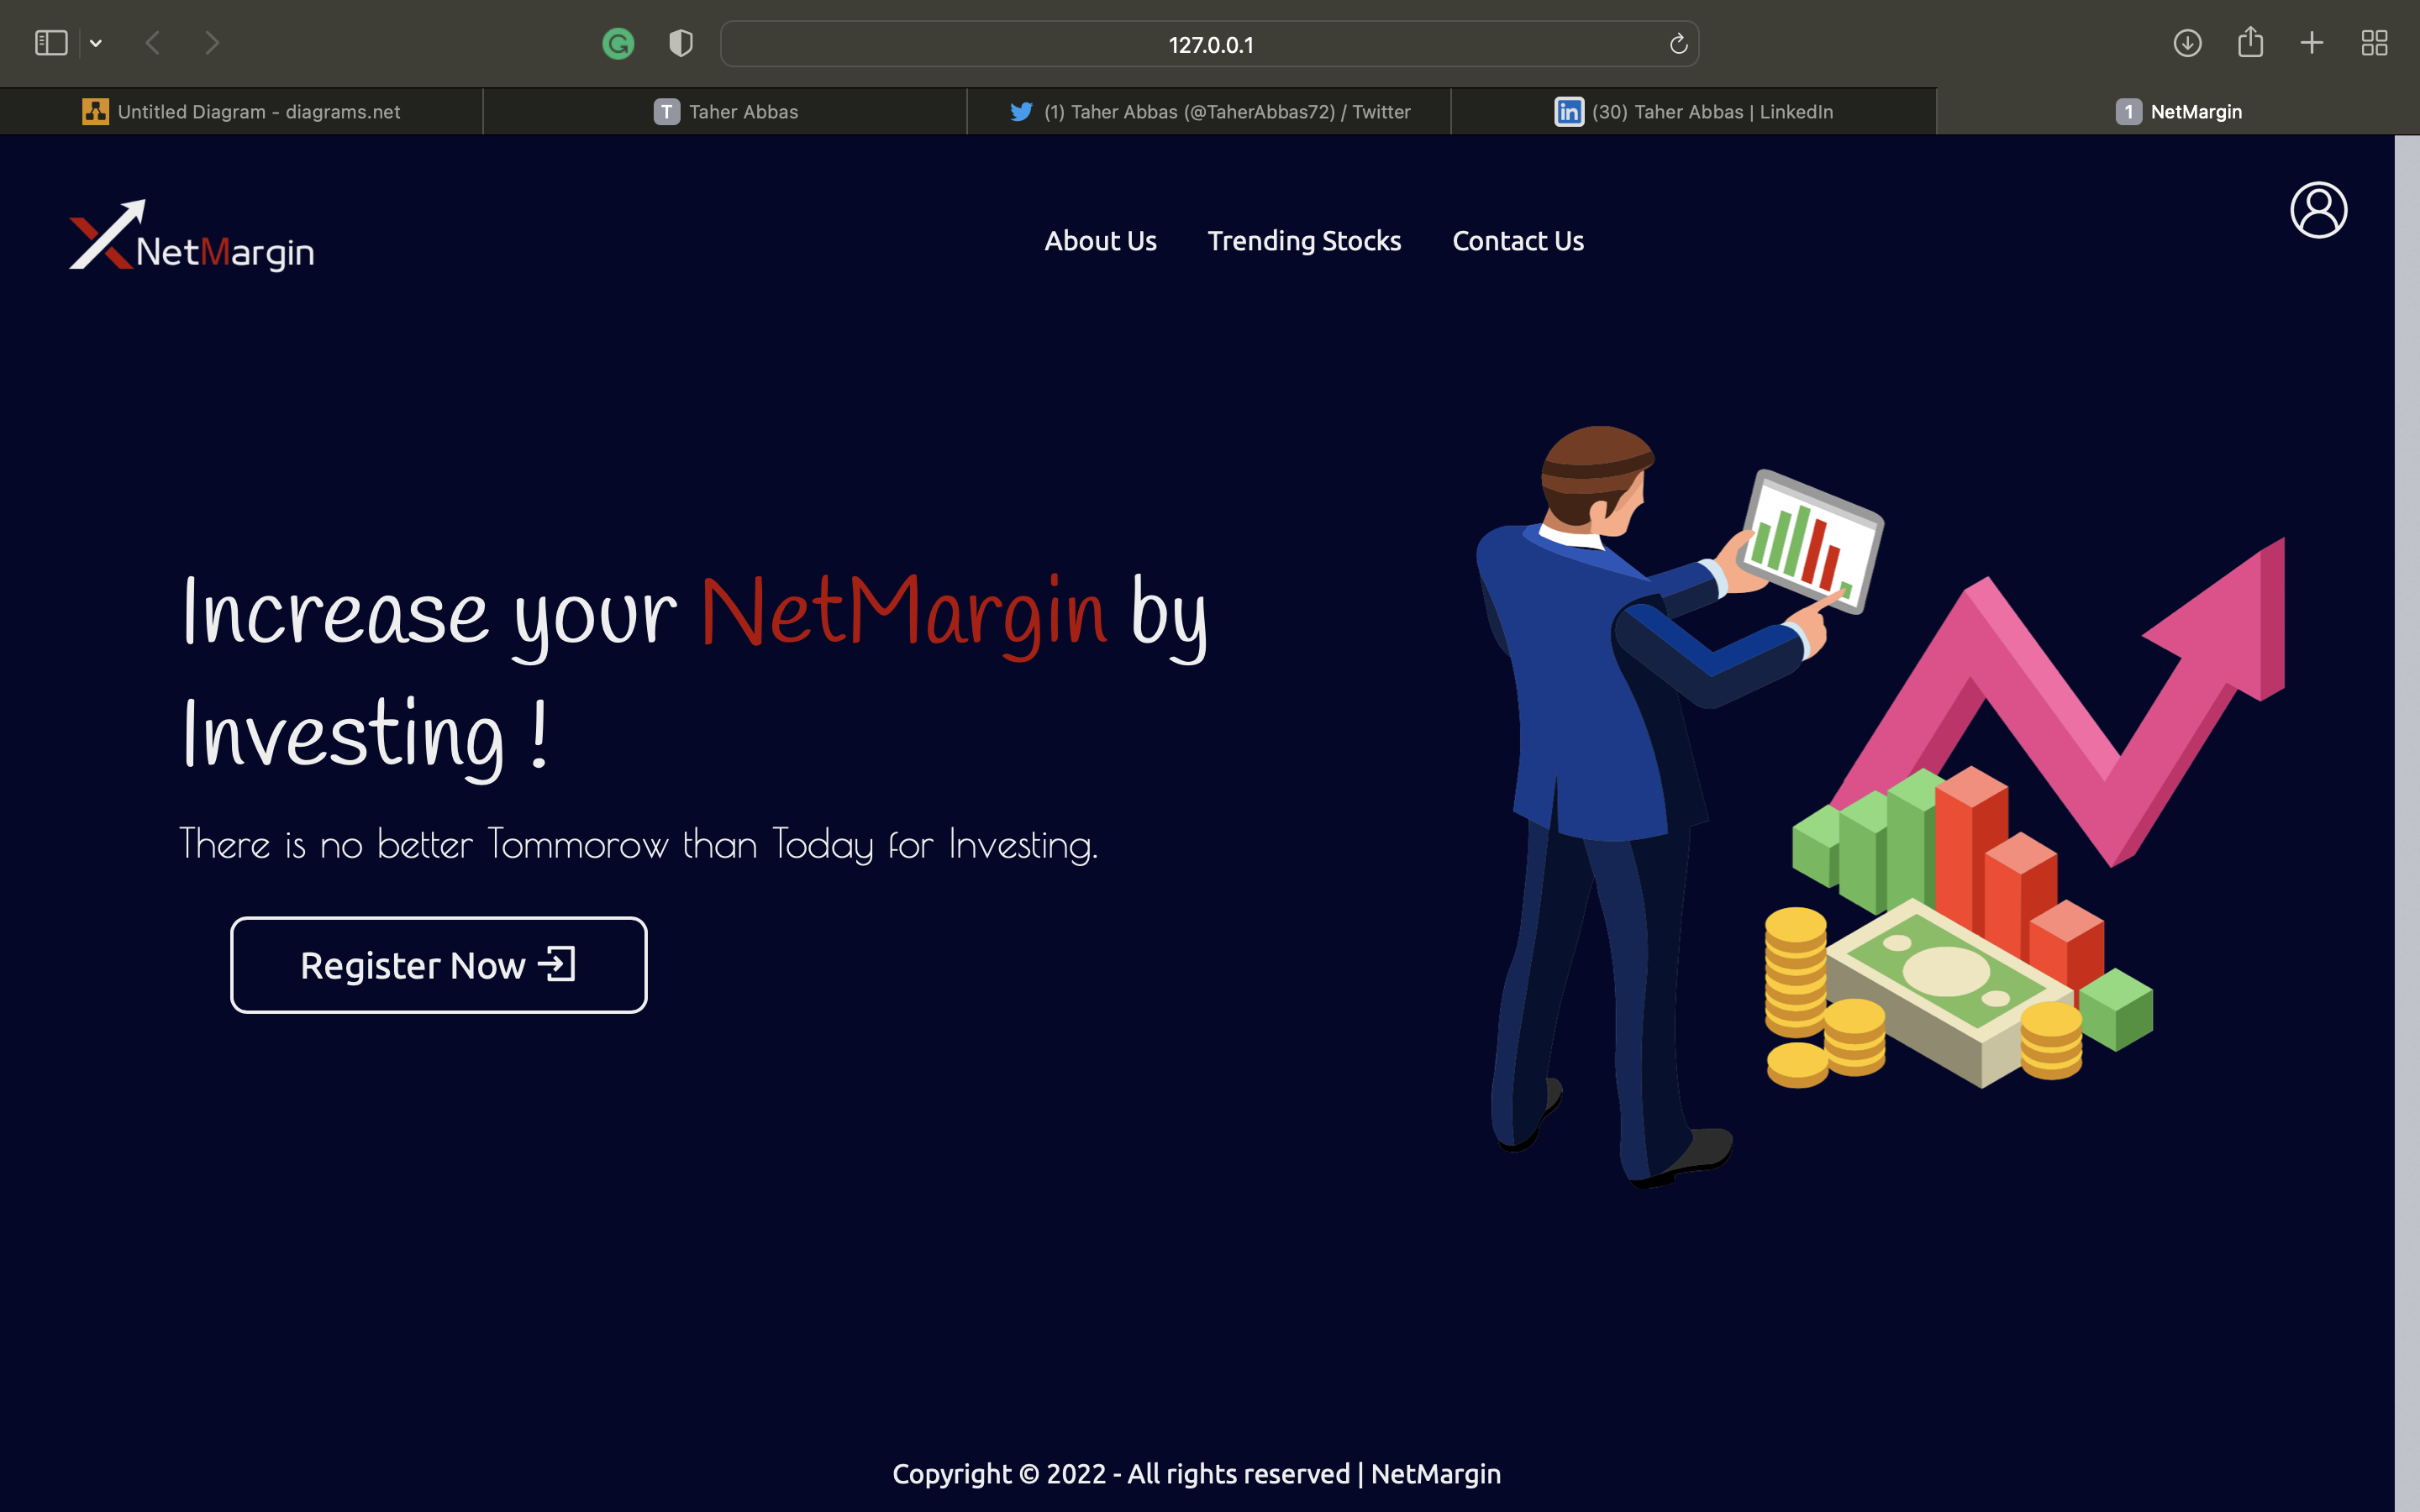 127.0.0.1
Untitled Diagram - diagrams.net
T Taher Abbas
(1) Taher Abbas (@TaherAbbas72) / Twitter
in (30) Taher Abbas | LinkedIn
1 NetMargin
NetMargin
About Us
Trending Stocks
Contact Us
Increase your NetMargin by
Investing !
There is no better Tommorow than Today for Investing.
Register Now
Copyright © 2022 - All rights reserved | NetMargin